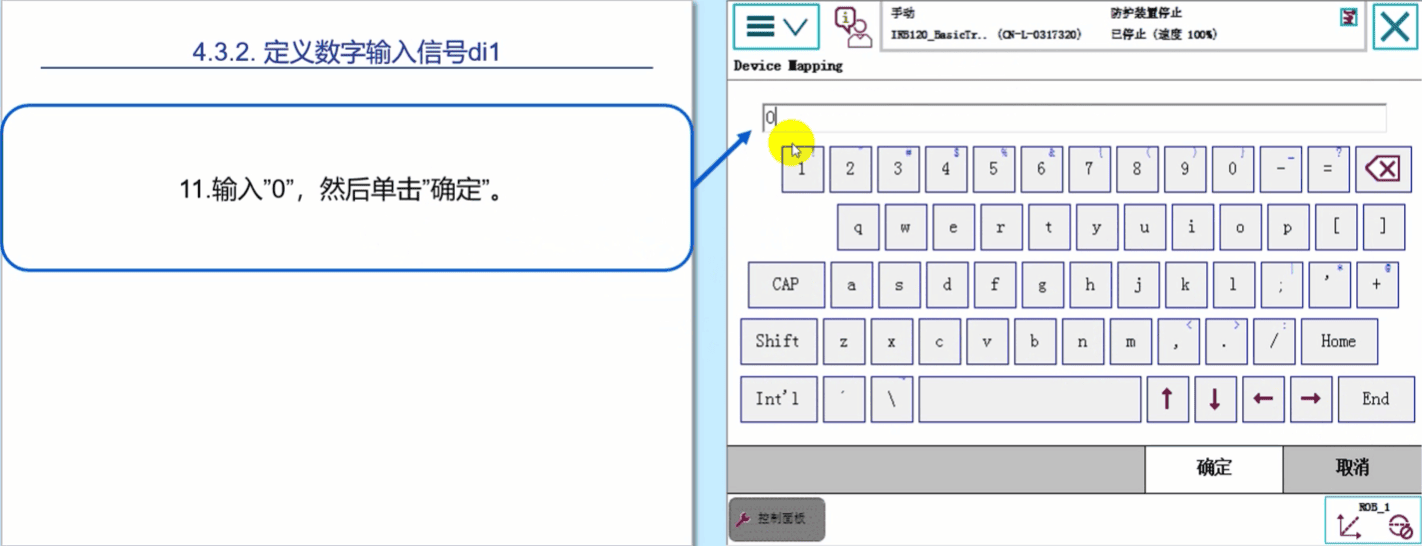 4.3.2. 定义数字输入信号di1
11.输入”0”，然后单击”确定”。
手动
防护装置停止
IRB120_BasicTr.. (CN-L-0317320)
已停止 (速度 100%)
Device Mapping
0
1 2 3 4 5 6 7 8 9 0 - =
q w e r t y u i o p [ ]
CAP a s d f g h j k l ; ' +
Shift z x c v b n m , . / Home
Int'l ´ \ ↑ ↓ ← → End
确定 取消
控制面板
ROB_1